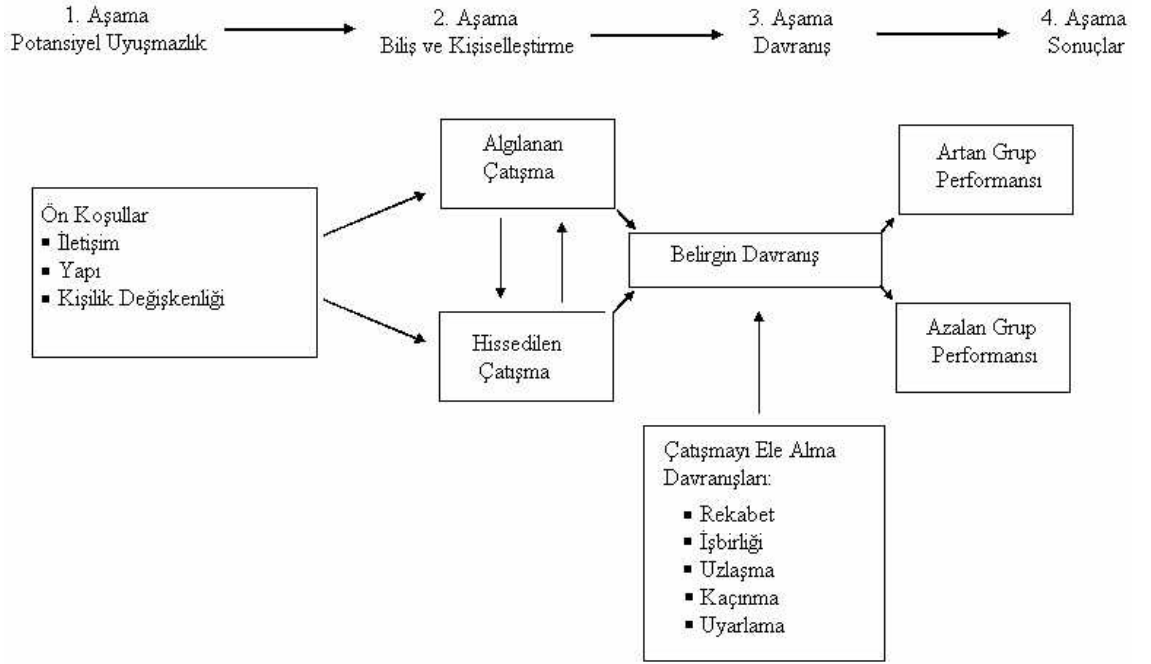 1. Aşama
Potansiyel Uyuşmazlık
2. Aşama
Biliş ve Kişiselleştirme
3. Aşama
Davranış
4. Aşama
Sonuçlar
Ön Koşullar
▪ İletişim
▪ Yapı
▪ Kişilik Değişkenliği
Algılanan
Çatışma
Hissedilen
Çatışma
Belirgin Davranış
Çatışmayı Ele Alma
Davranışları:
▪ Rekabet
▪ İşbirliği
▪ Uzlaşma
▪ Kaçınma
▪ Uyarlama
Artan Grup
Performansı
Azalan Grup
Performansı